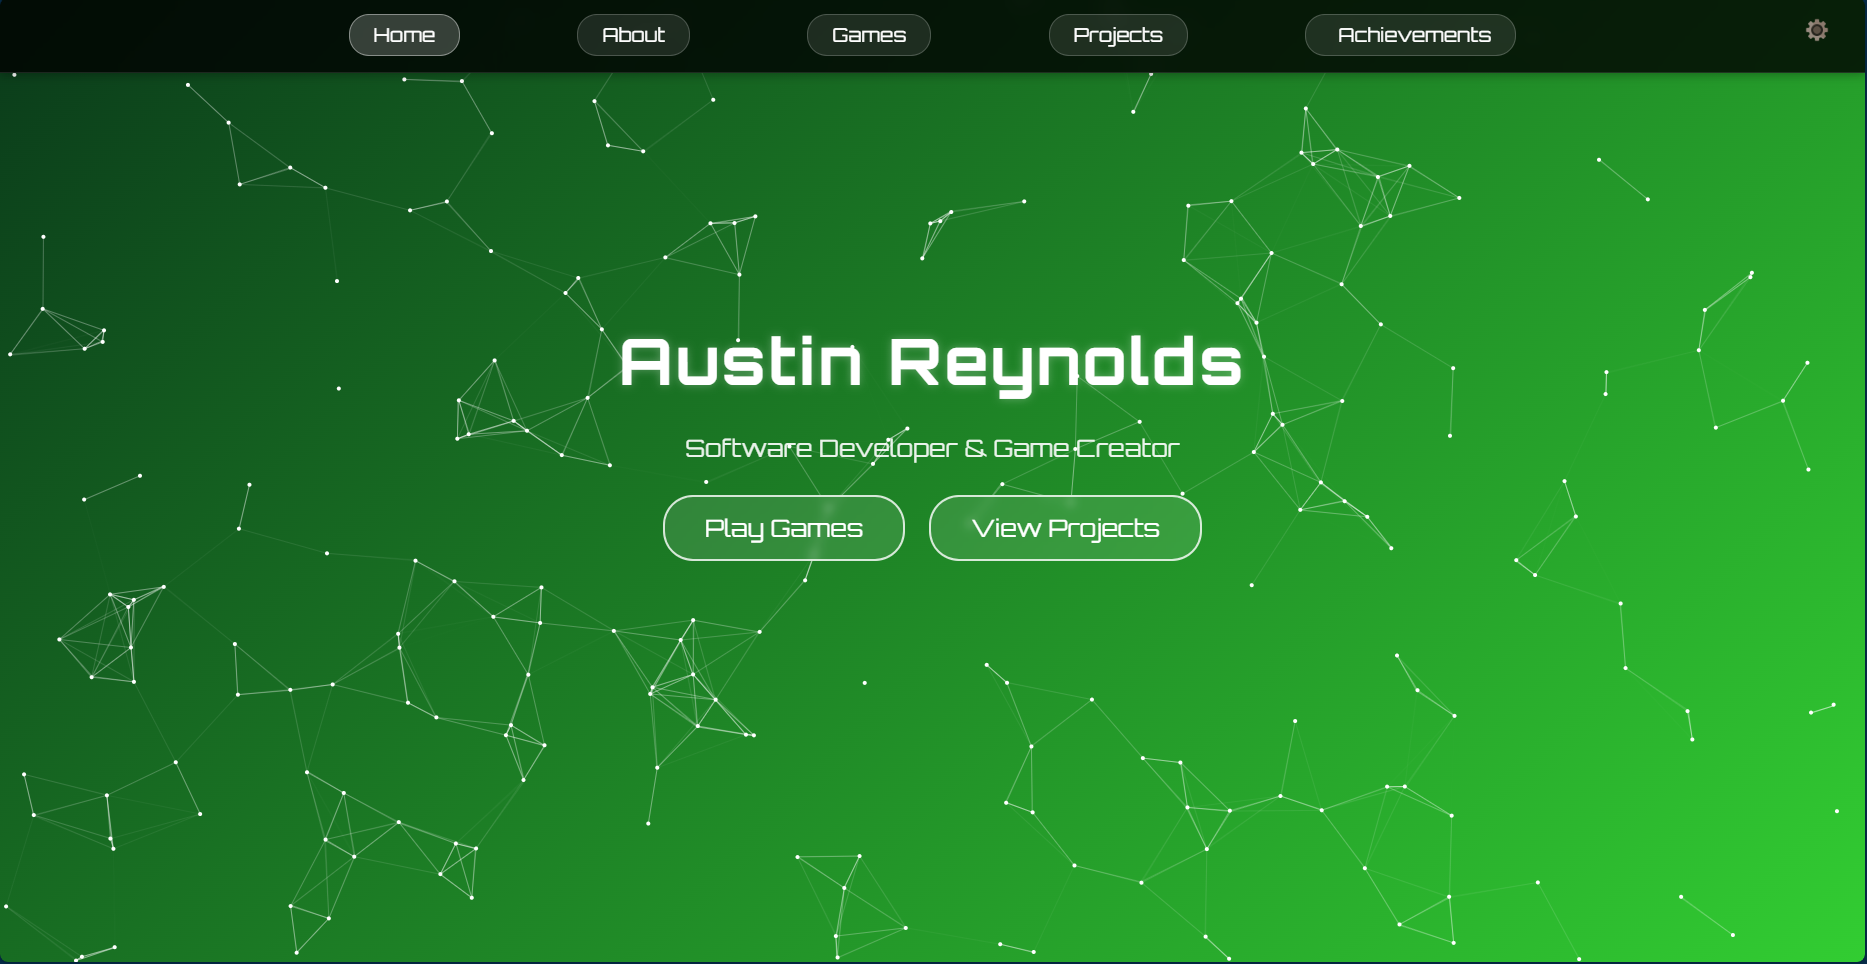 Home About Games Projects Achievements
Austin Reynolds
Software Developer & Game Creator
Play Games View Projects